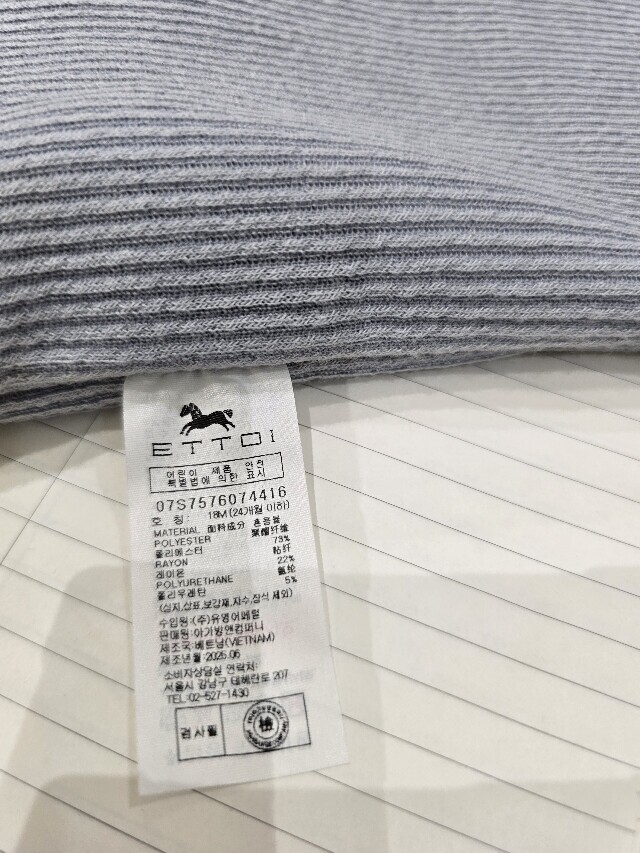 ETTOI
어린이 제품 안전
특별법에 의한 표시
07S7576074416
호 칭: 18M(24개월 이하)
MATERIAL 面料成分 혼용율
POLYESTER 聚酯纤维
폴리에스터 73%
RAYON 粘纤
레이온 22%
POLYURETHANE 氨纶
폴리우레탄 5%
(심지,상표,보강재,자수,장식 제외)
수입원:(주)유영어패럴
판매원:아가방앤컴퍼니
제조국:베트남(VIETNAM)
제조년월:2025.06
소비자상담실 연락처:
서울시 강남구 테헤란로 207
TEL:02-527-1430
검사필
檢